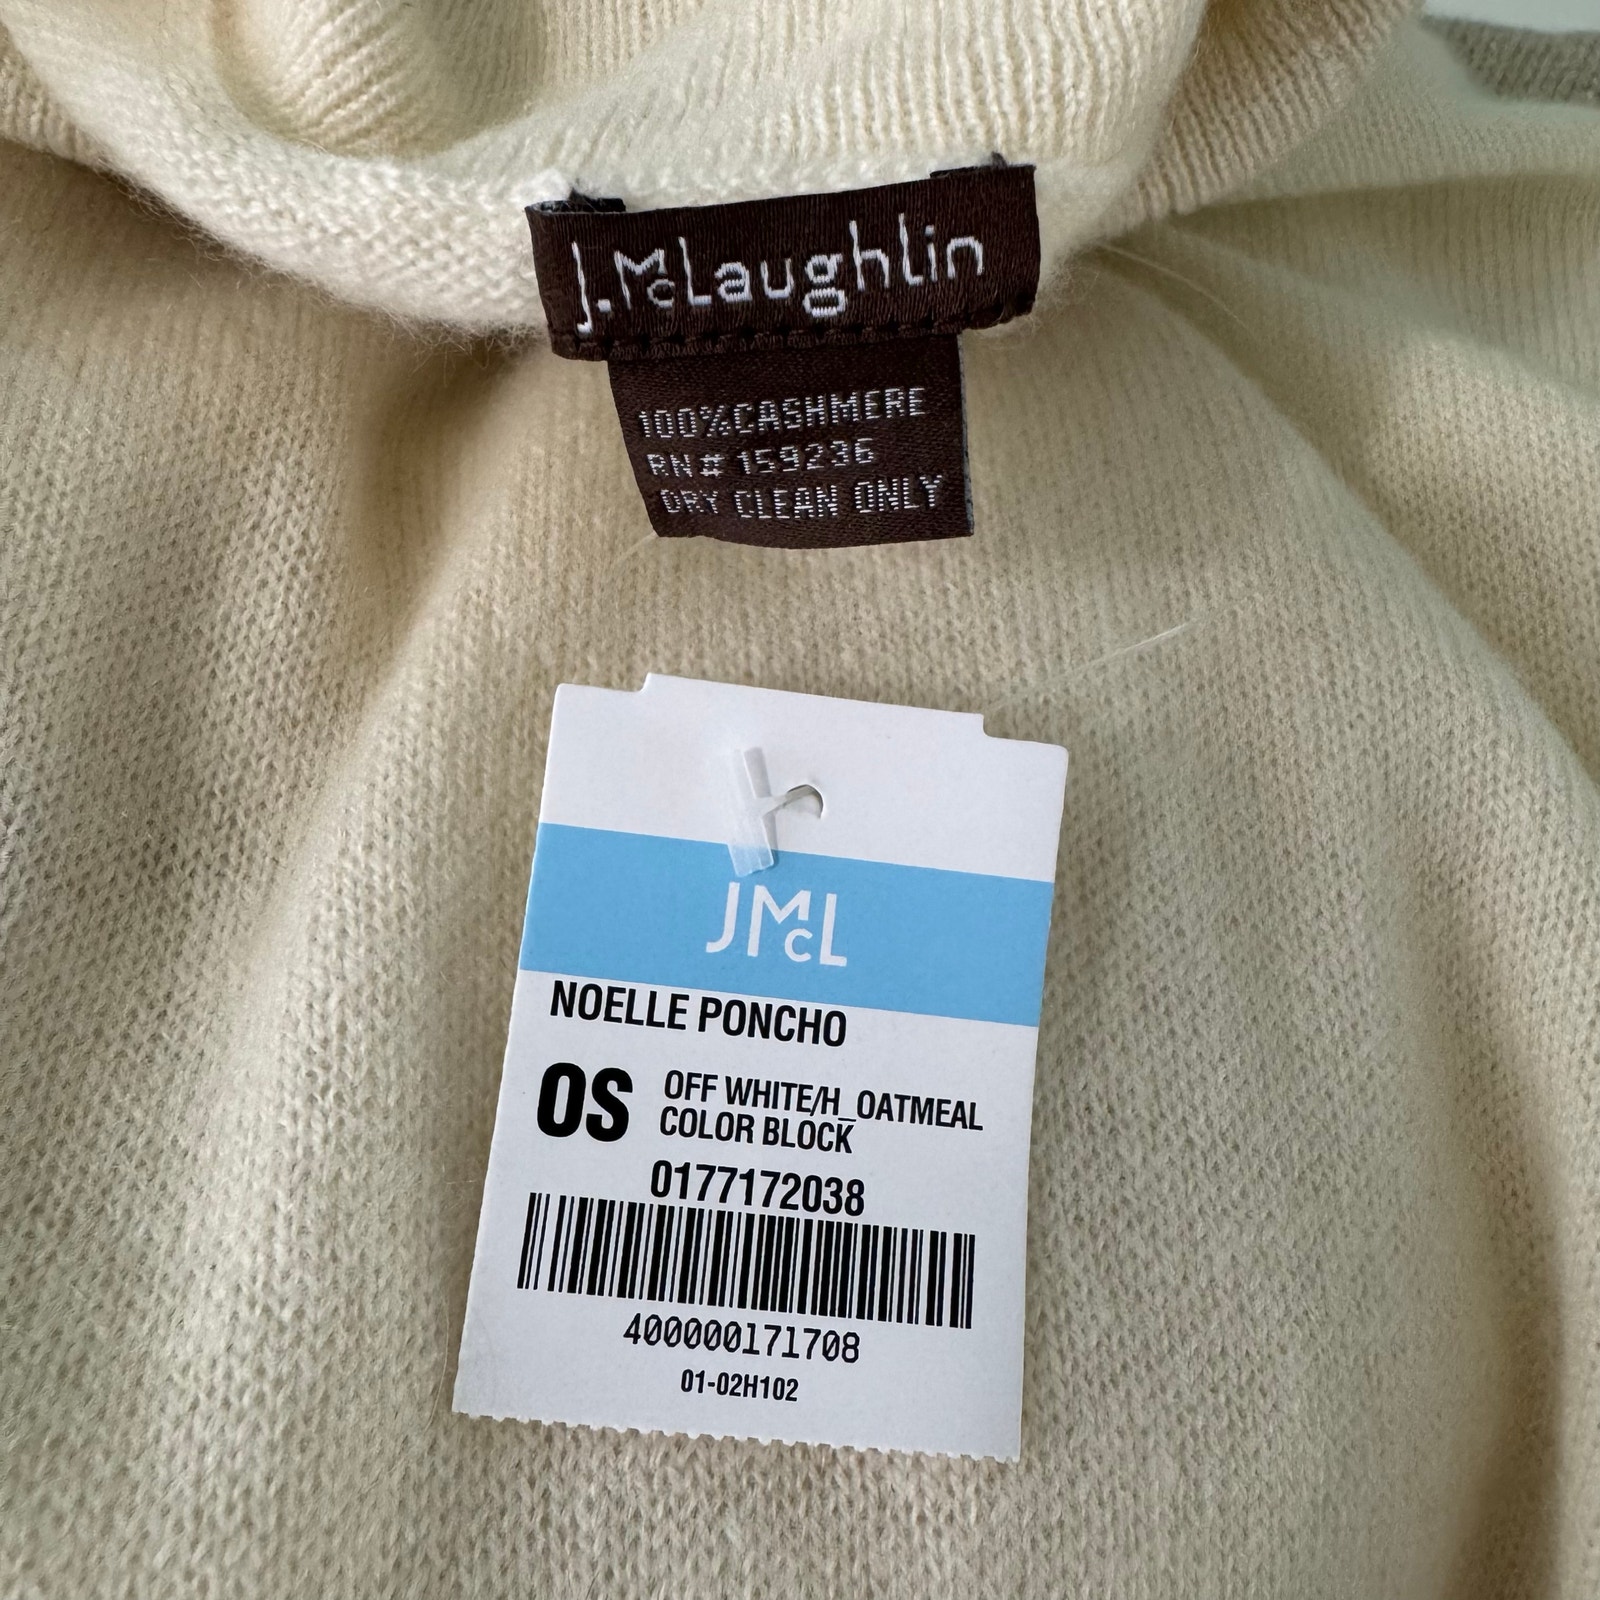 J.McLaughlin
100%CASHMERE
RN# 159236
DRY CLEAN ONLY
JMcL
NOELLE PONCHO
OS
OFF WHITE/H_OATMEAL
COLOR BLOCK
0177172038
400000171708
01-02H102